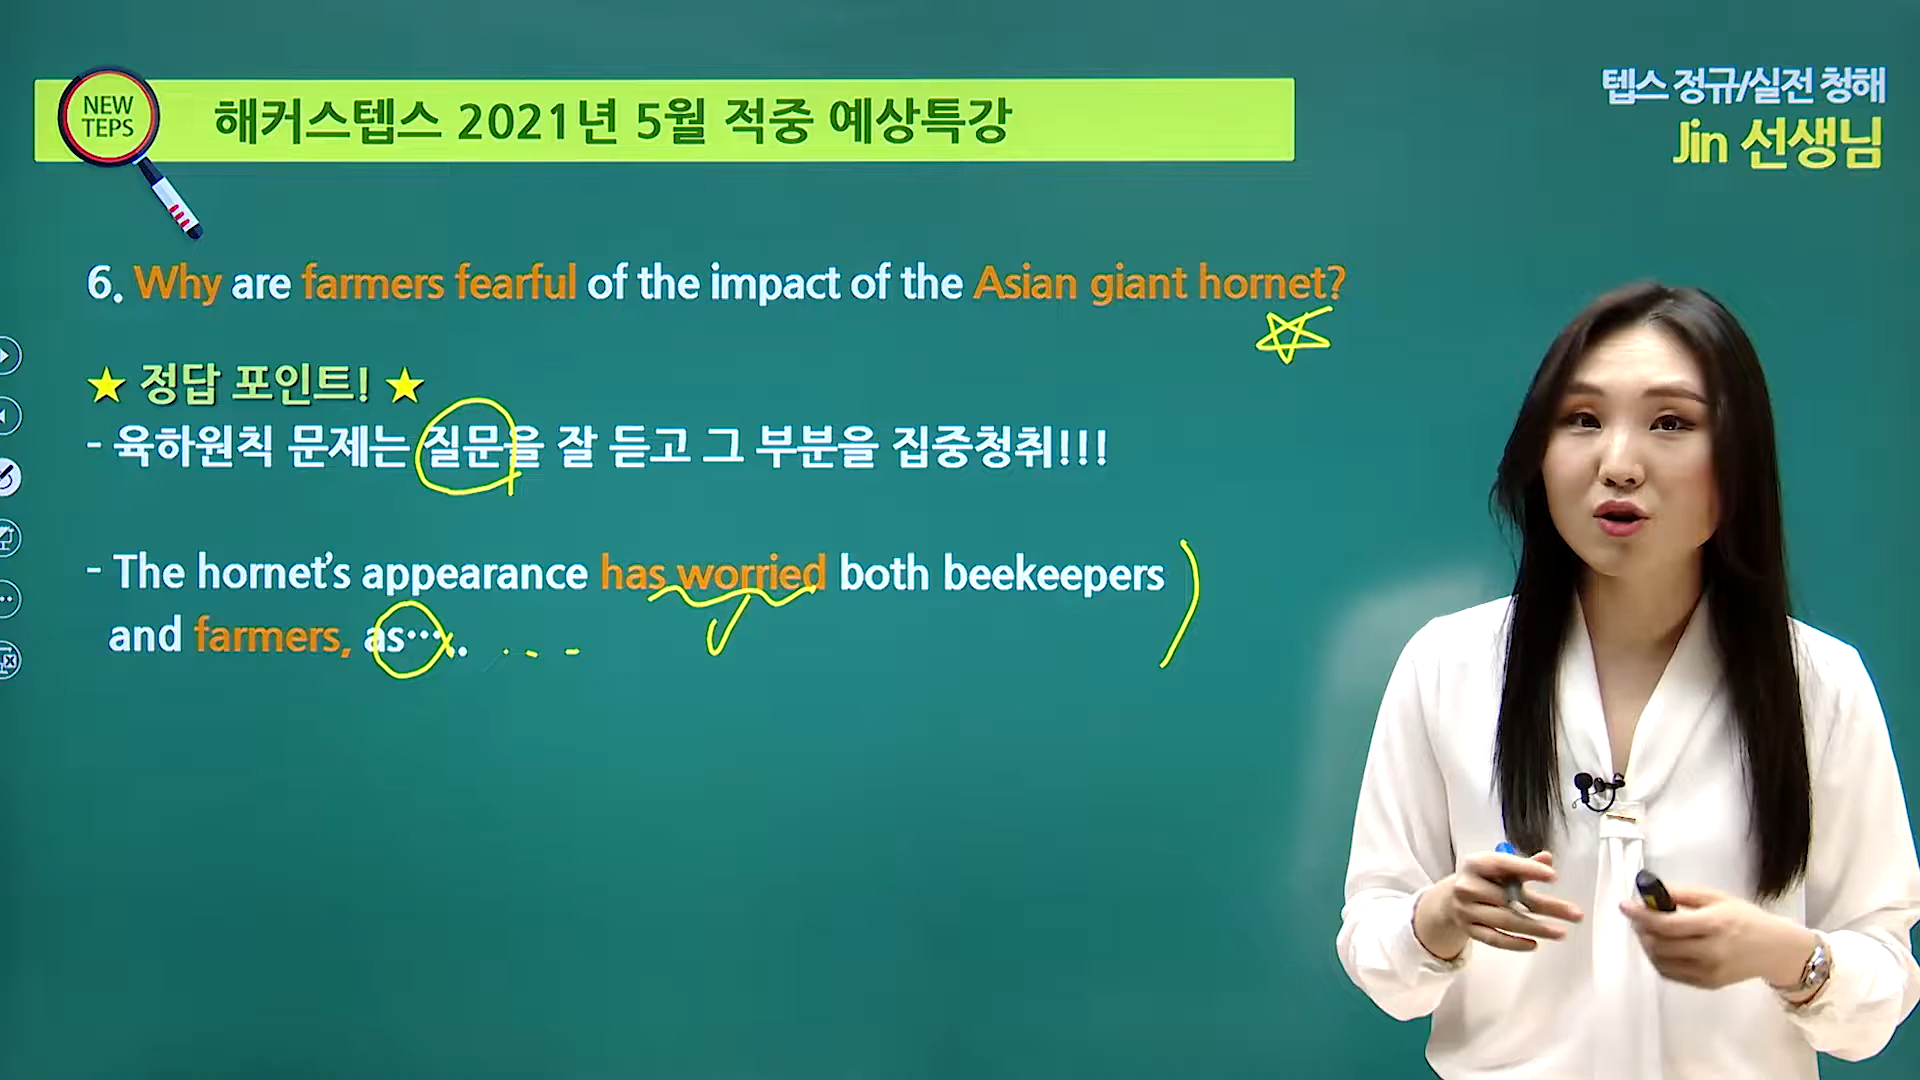 NEW
TEPS
해커스텝스 2021년 5월 적중 예상특강
텝스 정규/실전 청해
Jin 선생님
6. Why are farmers fearful of the impact of the Asian giant hornet?
★ 정답 포인트! ★
- 육하원칙 문제는 질문을 잘 듣고 그 부분을 집중청취!!!
- The hornet's appearance has worried both beekeepers
and farmers, as…..